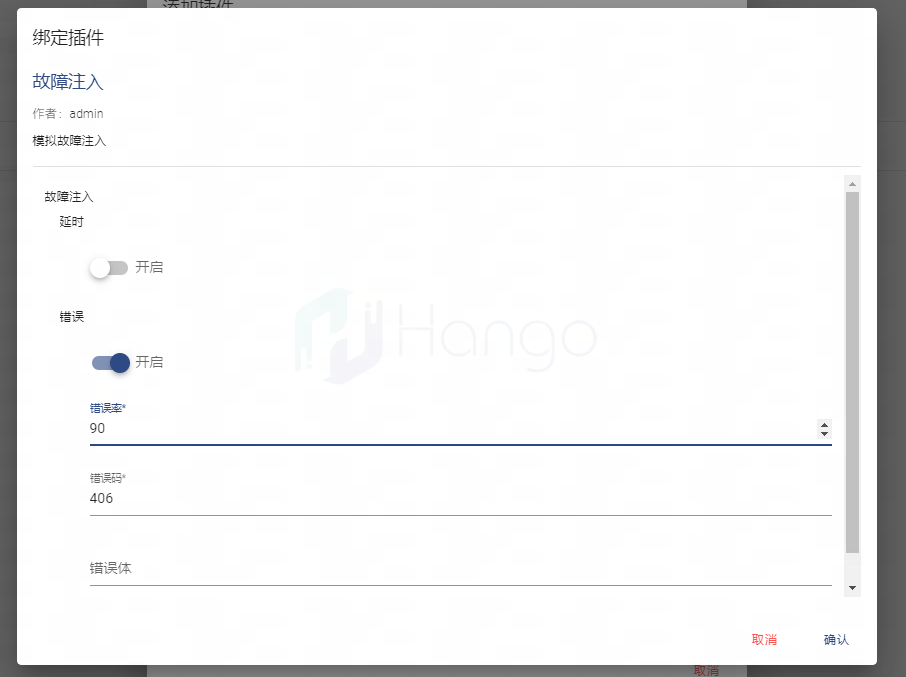 添加插件
绑定插件
故障注入
作者：admin
模拟故障注入
故障注入
延时
开启
错误
Hango
开启
错误率*
90
错误码*
406
错误体
取消
确认
取消